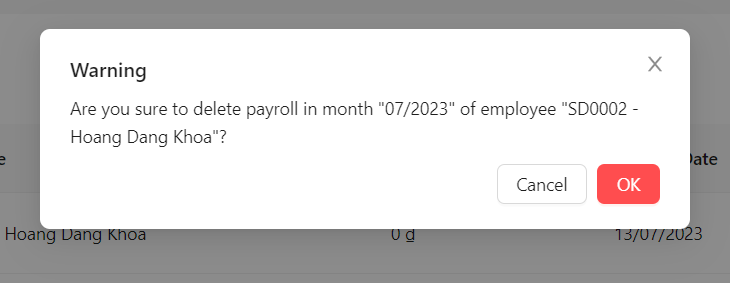 Warning
Are you sure to delete payroll in month "07/2023" of employee "SD0002 -
Hoang Dang Khoa"?
Cancel OK
e Date
Hoang Dang Khoa 0 ₫ 13/07/2023